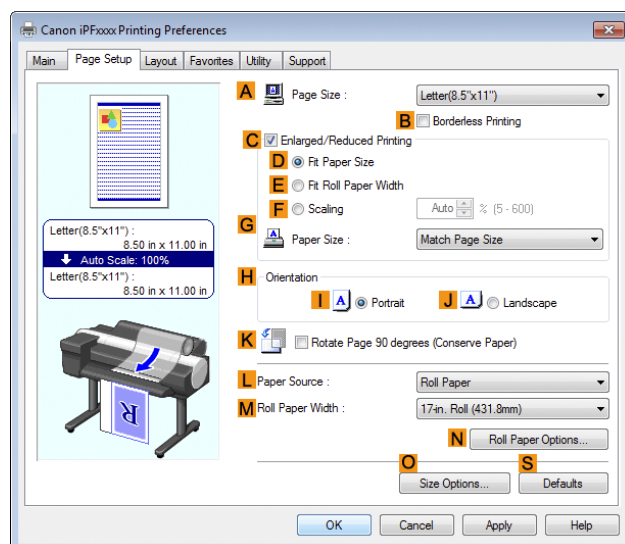 Canon iPFxxxx Printing Preferences
Main Page Setup Layout Favorites Utility Support
A Page Size : Letter(8.5"x11")
B Borderless Printing
C Enlarged/Reduced Printing
D Fit Paper Size
E Fit Roll Paper Width
F Scaling Auto % (5 - 600)
G Paper Size : Match Page Size
Letter(8.5"x11") :
8.50 in x 11.00 in
Auto Scale: 100%
Letter(8.5"x11") :
8.50 in x 11.00 in
H Orientation
I A Portrait J A Landscape
K Rotate Page 90 degrees (Conserve Paper)
R
L Paper Source : Roll Paper
M Roll Paper Width : 17-in. Roll (431.8mm)
N Roll Paper Options...
O Size Options... S Defaults
OK Cancel Apply Help